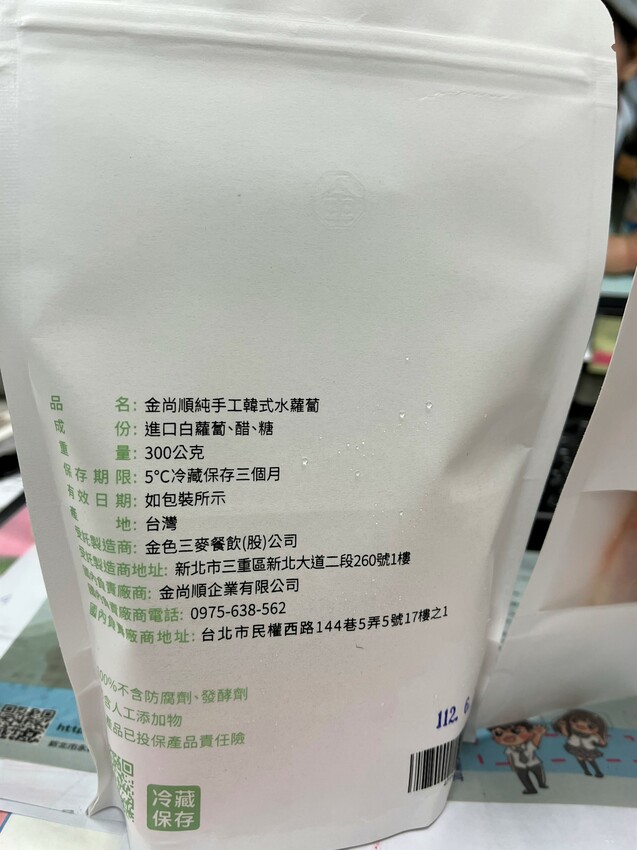 品名: 金尚順純手工韓式水蘿蔔
成份: 進口白蘿蔔、醋、糖
重量: 300公克
保存期限: 5°C冷藏保存三個月
有效日期: 如包裝所示
產地: 台灣
受託製造商: 金色三麥餐飲(股)公司
受託製造商地址: 新北市三重區新北大道二段260號1樓
國內負責廠商: 金尚順企業有限公司
國內負責廠商電話: 0975-638-562
國內負責廠商地址: 台北市民權西路144巷5弄5號17樓之1
100%不含防腐劑、發酵劑
含人工添加物
產品已投保產品責任險
112. 6
冷藏
保存